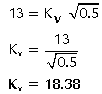 13 = Kᵥ √0.5
Kᵥ = 13/√0.5
Kᵥ = 18.38